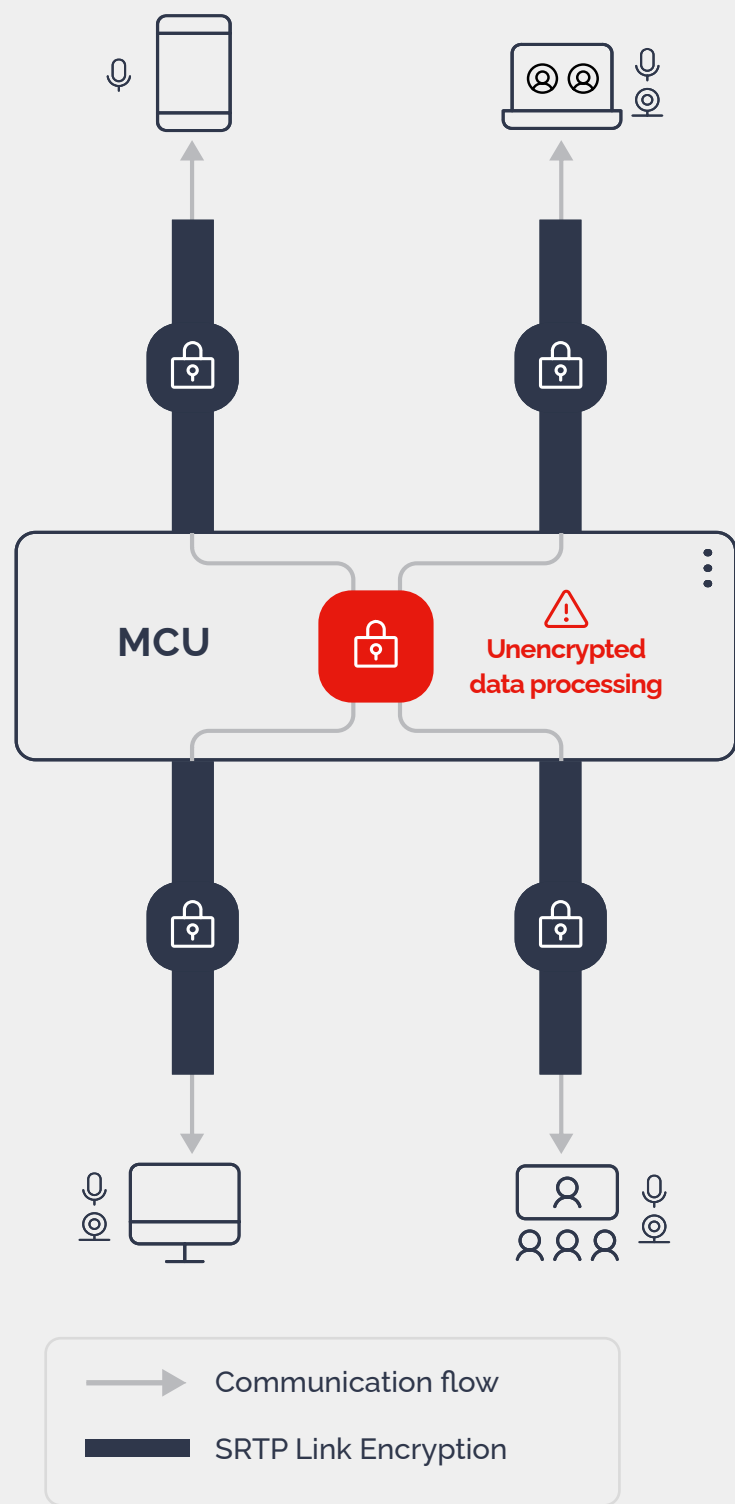 MCU
Unencrypted
data processing
Communication flow
SRTP Link Encryption